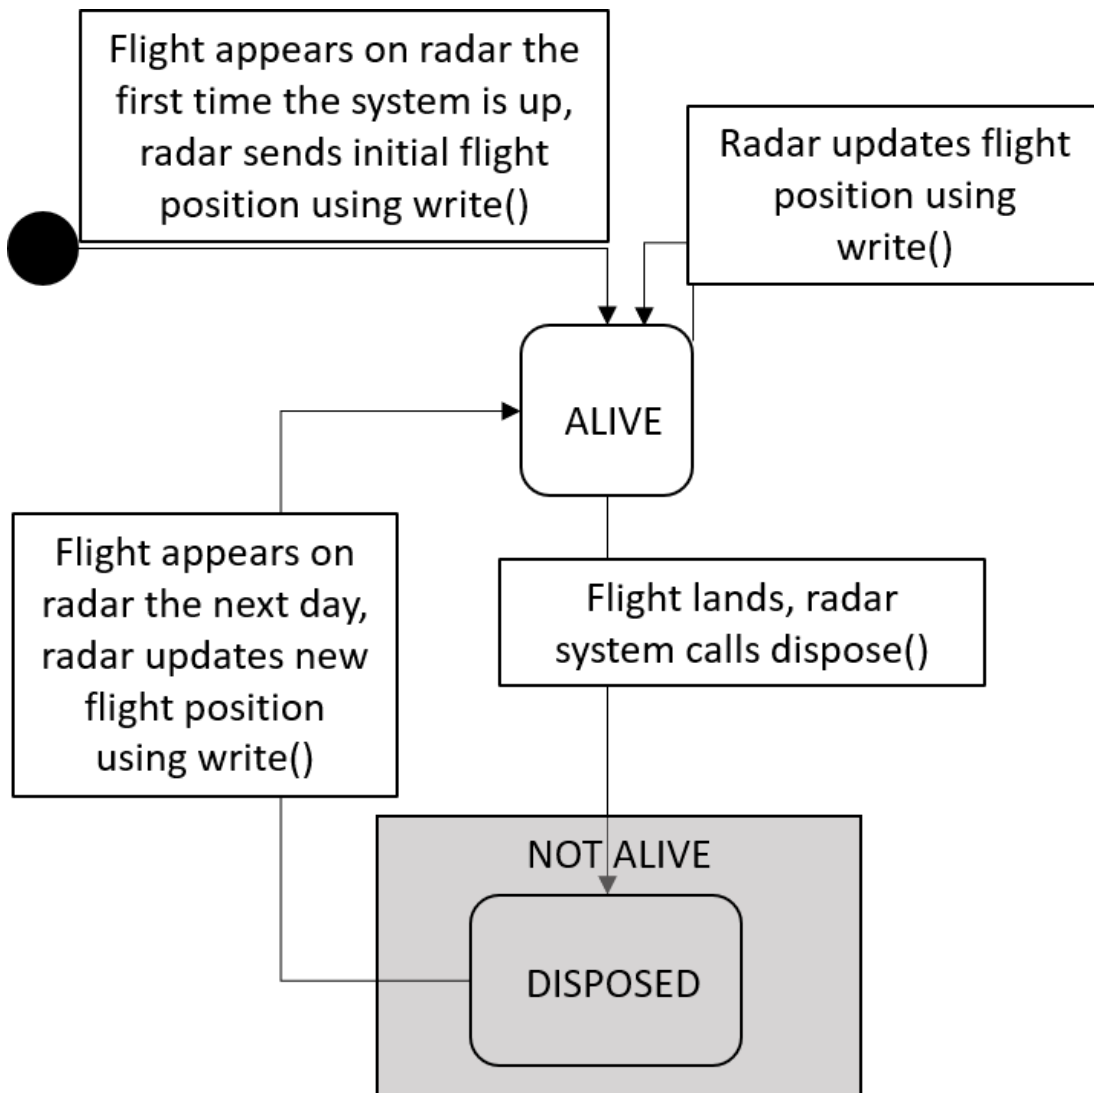 Flight appears on radar the
first time the system is up,
radar sends initial flight
position using write()
Radar updates flight
position using
write()
ALIVE
Flight appears on
radar the next day,
radar updates new
flight position
using write()
Flight lands, radar
system calls dispose()
NOT ALIVE
DISPOSED